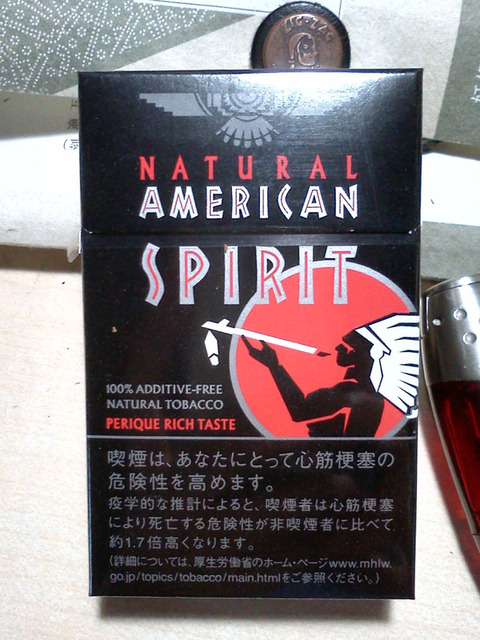 ZIG-ZAG
NATURAL
AMERICAN
SPIRIT
100% ADDITIVE-FREE
NATURAL TOBACCO
PERIQUE RICH TASTE
喫煙は、あなたにとって心筋梗塞の
危険性を高めます。
疫学的な推計によると、喫煙者は心筋梗塞
により死亡する危険性が非喫煙者に比べて
約1.7倍高くなります。
(詳細については、厚生労働省のホーム・ページwww.mhlw.
go.jp/topics/tobacco/main.htmlをご参照ください。)